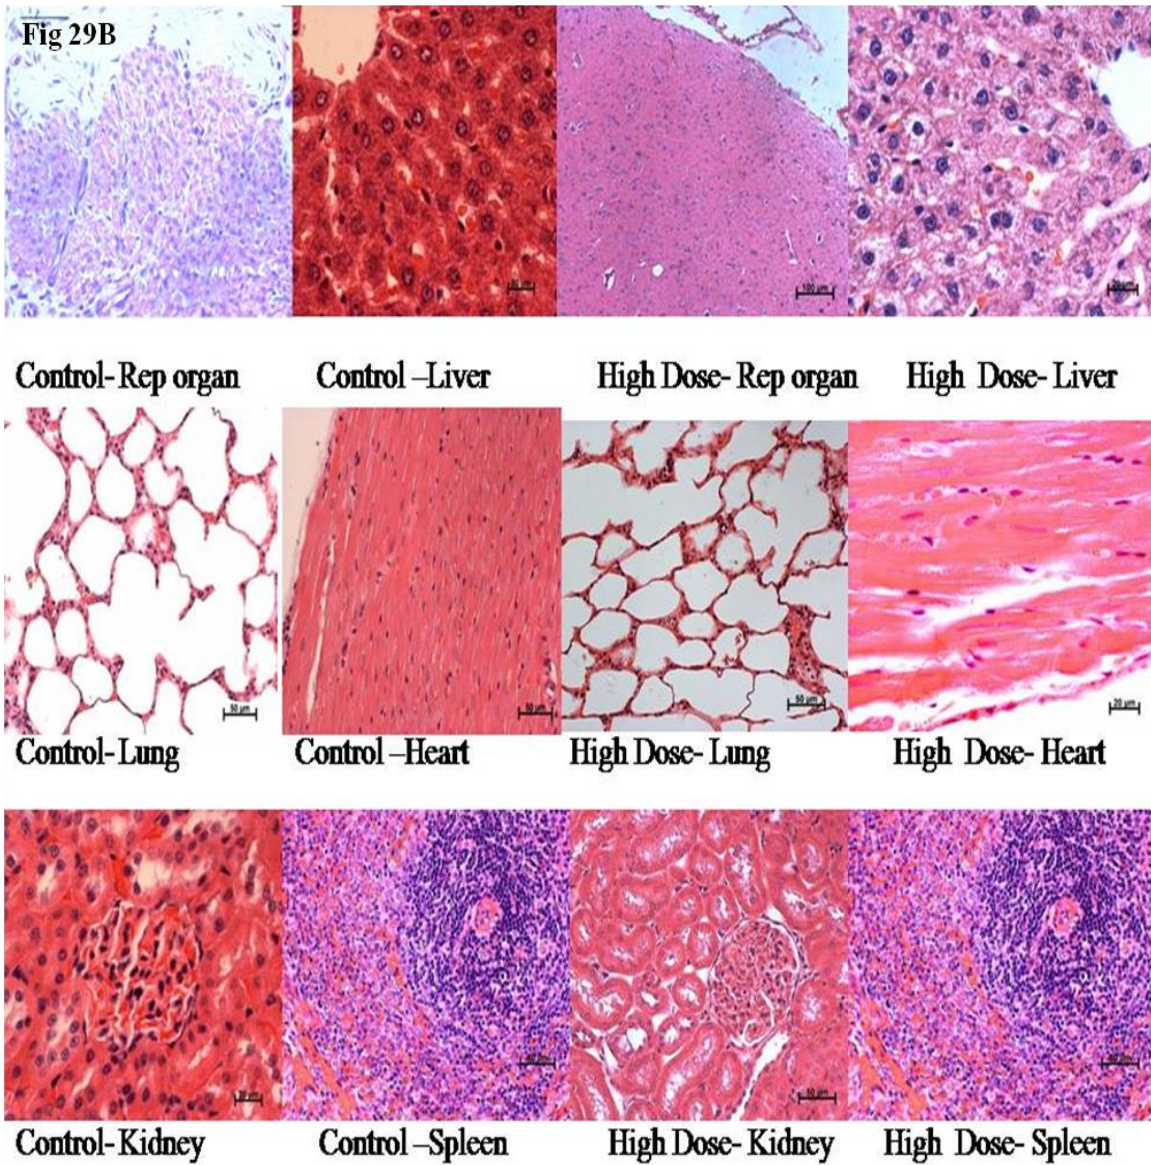 Fig 29B
100 µm
Control- Rep organ Control –Liver High Dose- Rep organ High Dose- Liver
50 µm 50 µm 50 µm 20 µm
Control- Lung Control –Heart High Dose- Lung High Dose- Heart
50 µm
Control- Kidney Control –Spleen High Dose- Kidney High Dose- Spleen